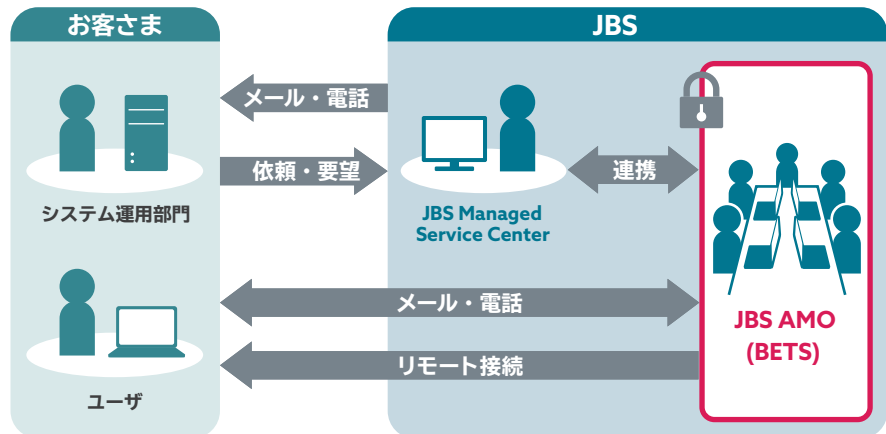 お客さま
JBS
メール・電話
依頼・要望
連携
システム運用部門
JBS Managed
Service Center
メール・電話
JBS AMO
(BETS)
リモート接続
ユーザ